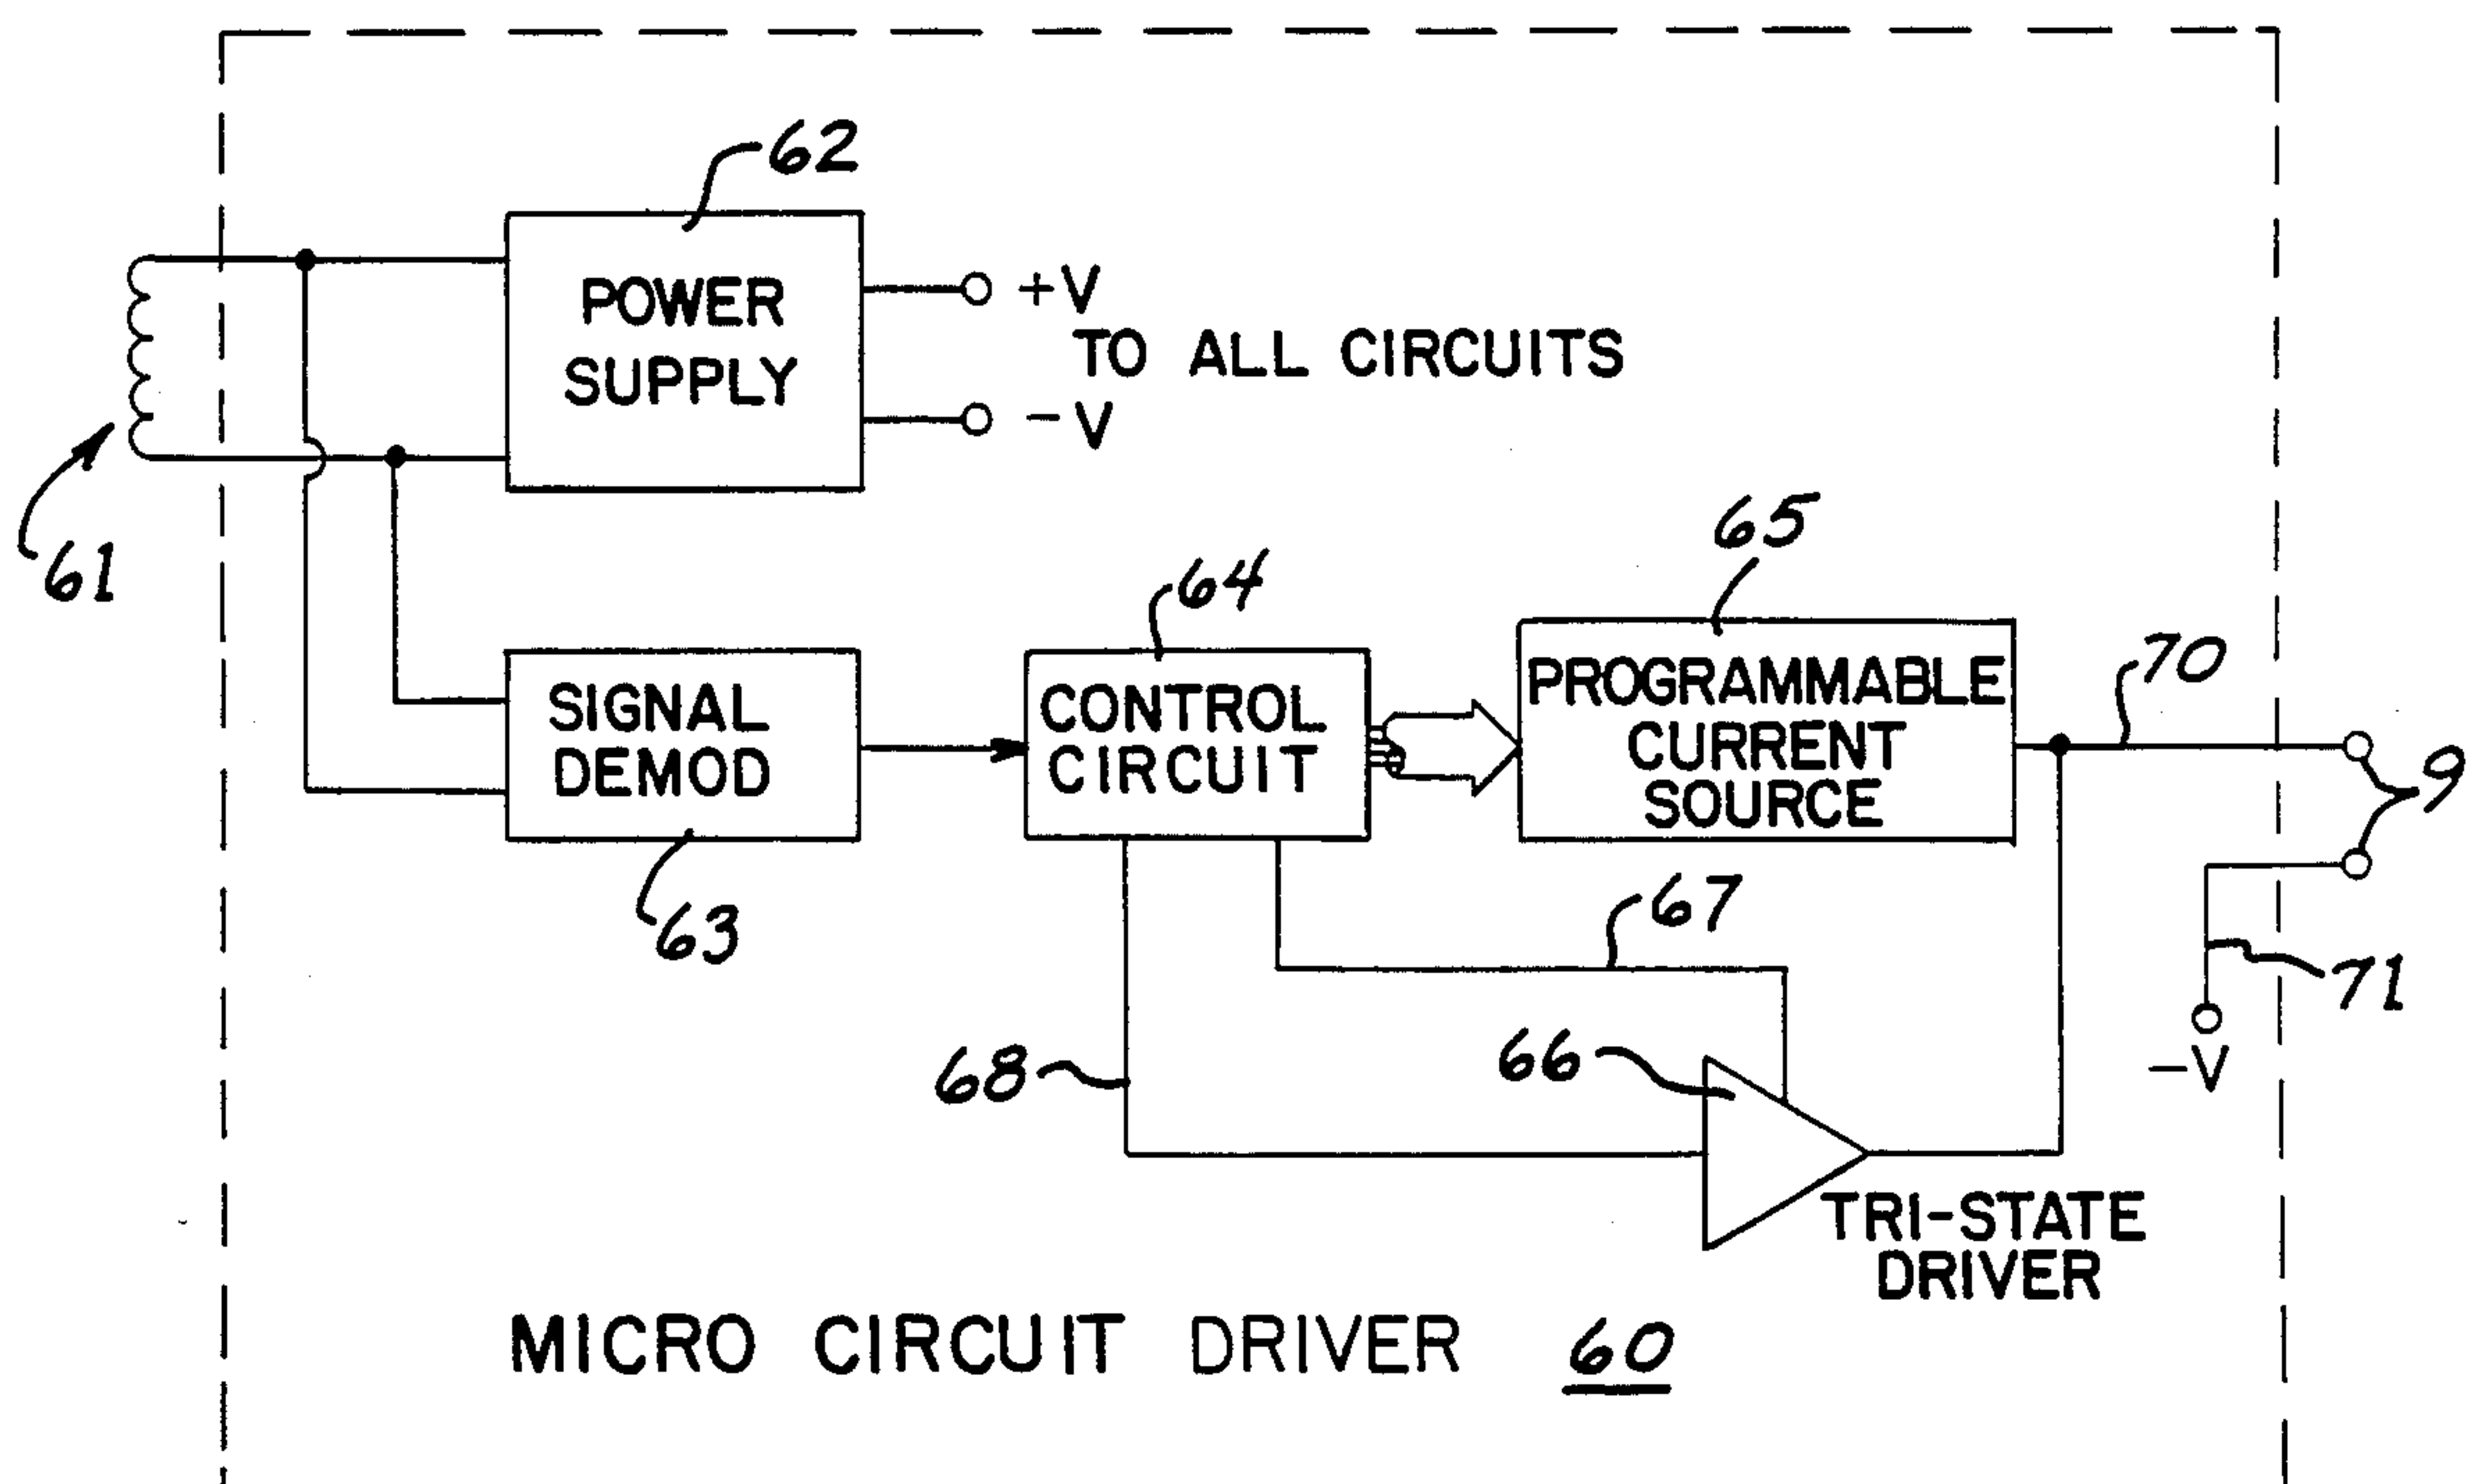 62
POWER
SUPPLY
+V
TO ALL CIRCUITS
-V
61
65
64
70
SIGNAL
DEMOD
CONTROL
CIRCUIT
PROGRAMMABLE
CURRENT
SOURCE
9
63
67
71
68
66
-V
TRI-STATE
DRIVER
MICRO CIRCUIT DRIVER 60